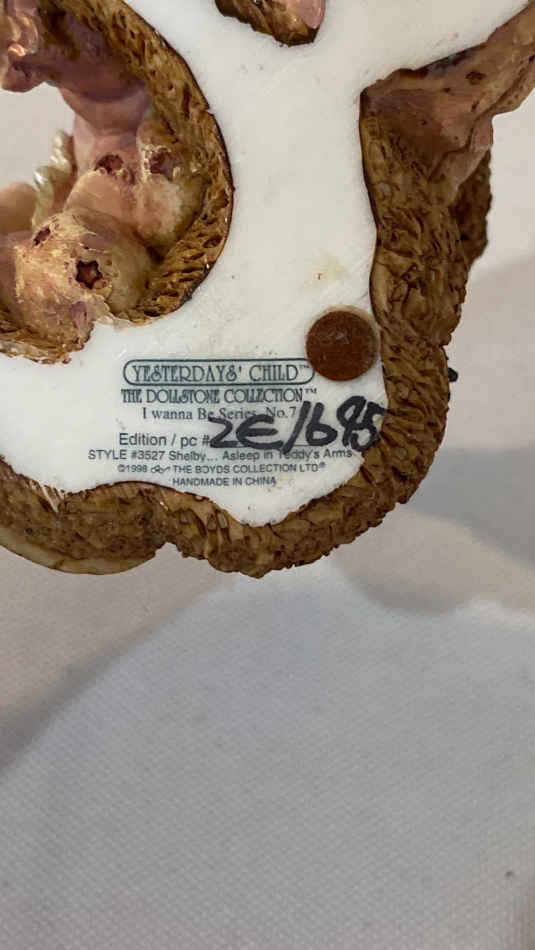 YESTERDAYS' CHILD™
THE DOLLSTONE COLLECTION™
I wanna Be Series, No.7
Edition / pc # 2E/1695
STYLE #3527 Shelby... Asleep in Teddy's Arms
©1998 THE BOYDS COLLECTION LTD®
HANDMADE IN CHINA